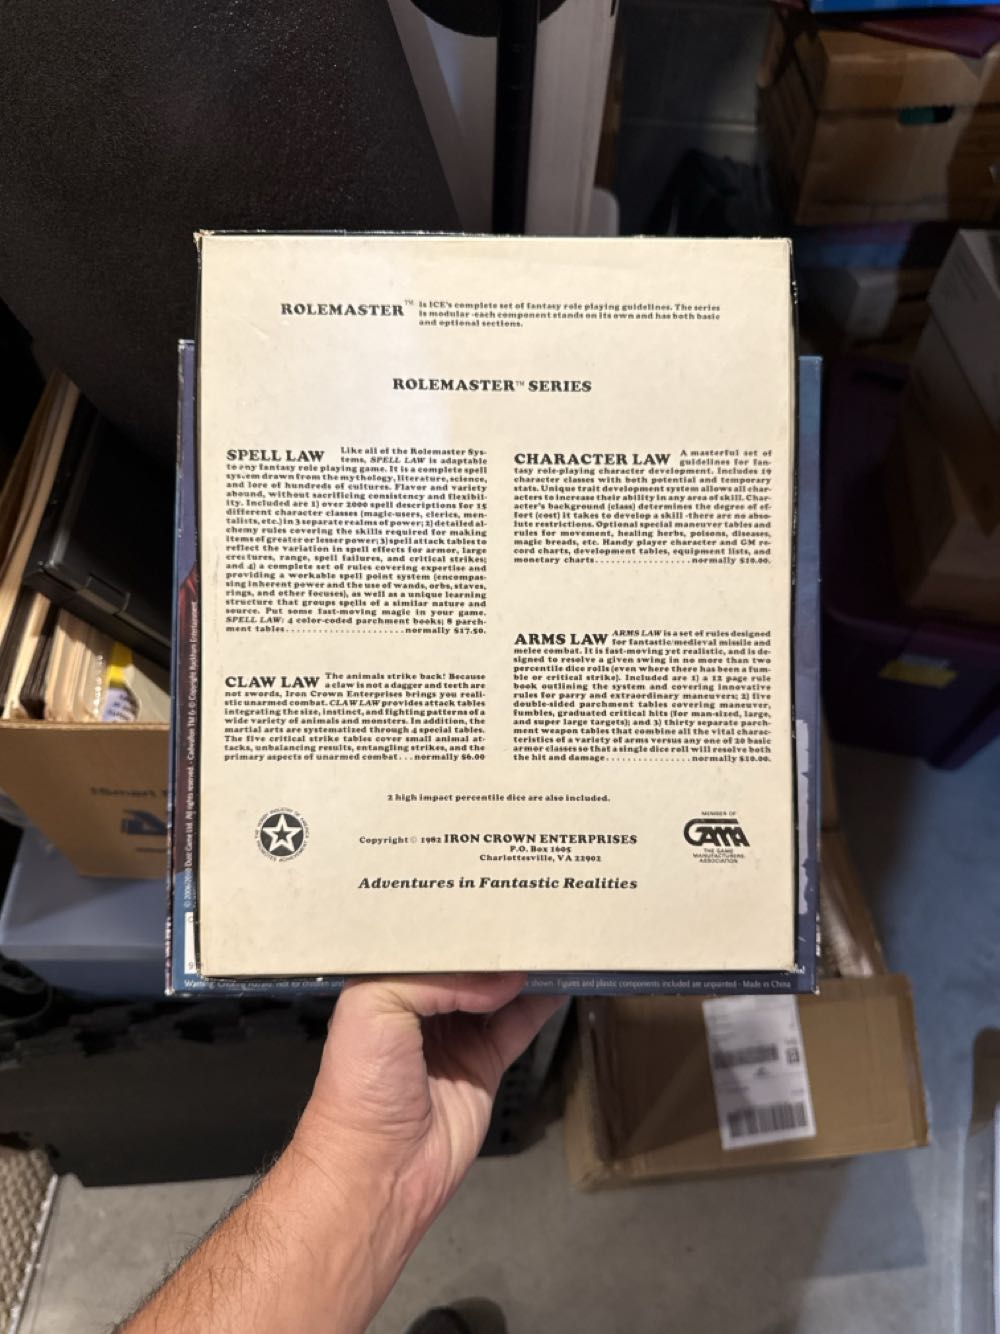 ROLEMASTER™ is ICE's complete set of fantasy role playing guidelines. The series
is modular-each component stands on its own and has both basic
and optional sections.
ROLEMASTER™ SERIES
SPELL LAW Like all of the Rolemaster Sys-
tems, SPELL LAW is adaptable
to any fantasy role playing game. It is a complete spell
system drawn from the mythology, literature, science,
and lore of hundreds of cultures. Flavor and variety
abound, without sacrificing consistency and flexibil-
ity. Included are 1) over 2000 spell descriptions for 15
different character classes (magic-users, clerics, men-
talists, etc.) in 3 separate realms of power; 2) detailed al-
chemy rules covering the skills required for making
items of greater or lesser power; 3) spell attack tables to
reflect the variation in spell effects for armor, large
creatures, range, spell failures, and critical strikes;
and 4) a complete set of rules covering expertise and
providing a workable spell point system (encompas-
sing inherent power and the use of wands, orbs, staves,
rings, and other focuses), as well as a unique learning
structure that groups spells of a similar nature and
source. Put some fast-moving magic in your game.
SPELL LAW: 4 color-coded parchment books; 8 parch-
ment tables......................normally $17.50.
CLAW LAW The animals strike back! Because
a claw is not a dagger and teeth are
not swords, Iron Crown Enterprises brings you reali-
stic unarmed combat. CLAW LAW provides attack tables
integrating the size, instinct, and fighting patterns of a
wide variety of animals and monsters. In addition, the
martial arts are systematized through 4 special tables.
The five critical strike tables cover small animal at-
tacks, unbalancing results, entangling strikes, and the
primary aspects of unarmed combat...normally $6.00
CHARACTER LAW A masterful set of
guidelines for fan-
tasy role-playing character development. Includes 19
character classes with both potential and temporary
stats. Unique trait development system allows all char-
acters to increase their ability in any area of skill. Char-
acter's background (class) determines the degree of ef-
fort (cost) it takes to develop a skill -there are no abso-
lute restrictions. Optional special maneuver tables and
rules for movement, healing herbs, poisons, diseases,
magic breads, etc. Handy player character and GM re-
cord charts, development tables, equipment lists, and
monetary charts.................normally $10.00.
ARMS LAW ARMS LAW is a set of rules designed
for fantastic/medieval missile and
melee combat. It is fast-moving yet realistic, and is de-
signed to resolve a given swing in no more than two
percentile dice rolls (even where there has been a fum-
ble or critical strike). Included are 1) a 12 page rule
book outlining the system and covering innovative
rules for parry and extraordinary maneuvers; 2) five
double-sided parchment tables covering maneuver,
fumbles, graduated critical hits (for man-sized, large,
and super large targets); and 3) thirty separate parch-
ment weapon tables that combine all the vital charac-
teristics of a variety of arms versus any one of 20 basic
armor classes so that a single dice roll will resolve both
the hit and damage...............normally $10.00.
2 high impact percentile dice are also included.
Copyright © 1982 IRON CROWN ENTERPRISES
P.O. Box 1605
Charlottesville, VA 22902
Adventures in Fantastic Realities
MEMBER OF
GAMA
THE GAME
MANUFACTURERS
ASSOCIATION
shown. Figures and plastic components included are unpainted - Made in China